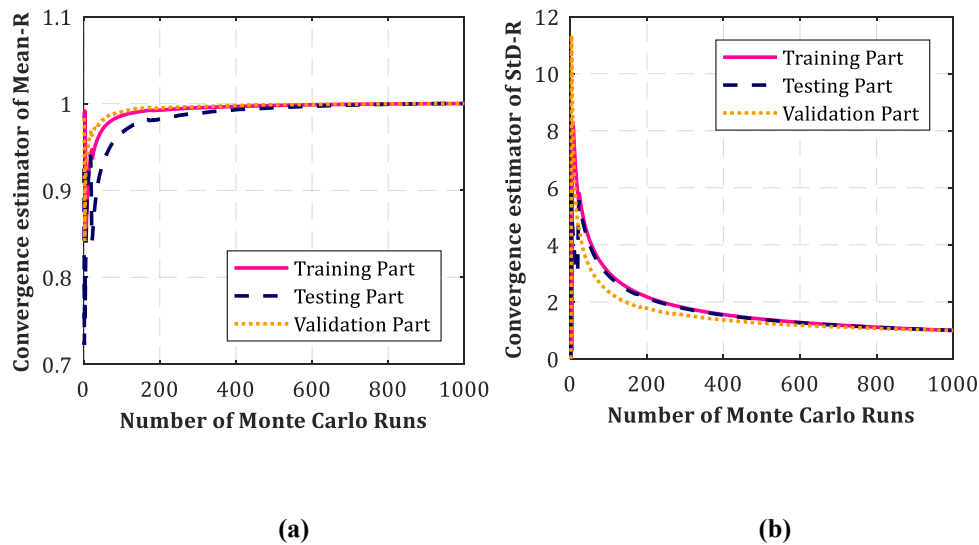 Convergence estimator of Mean-R
1.1
1
0.9
0.8
0.7
Training Part
Testing Part
Validation Part
0 200 400 600 800 1000
Number of Monte Carlo Runs
(a)
Convergence estimator of StD-R
12
10
8
6
4
2
0
Training Part
Testing Part
Validation Part
0 200 400 600 800 1000
Number of Monte Carlo Runs
(b)